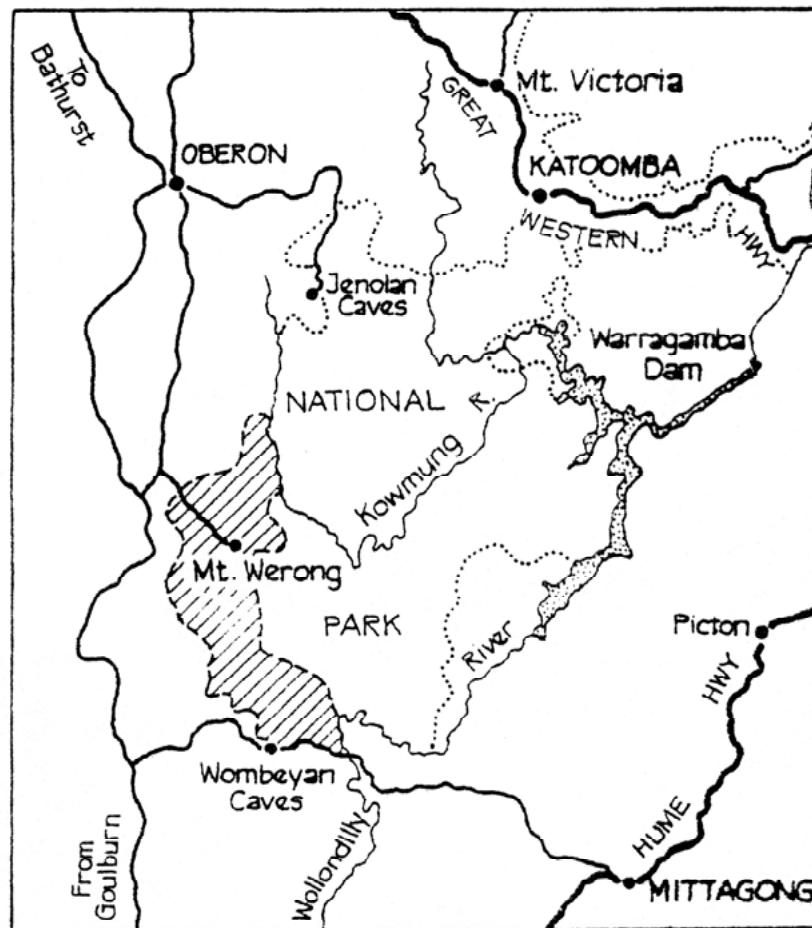 To
Bathurst
OBERON
GREAT
Mt. Victoria
KATOOMBA
WESTERN
HWY
Jenolan
Caves
Warragamba
Dam
NATIONAL
Kowmung
Mt. Werong
PARK
River
Picton
HWY
Wombeyan
Caves
From
Goulburn
Wollondilly
HUME
MITTAGONG